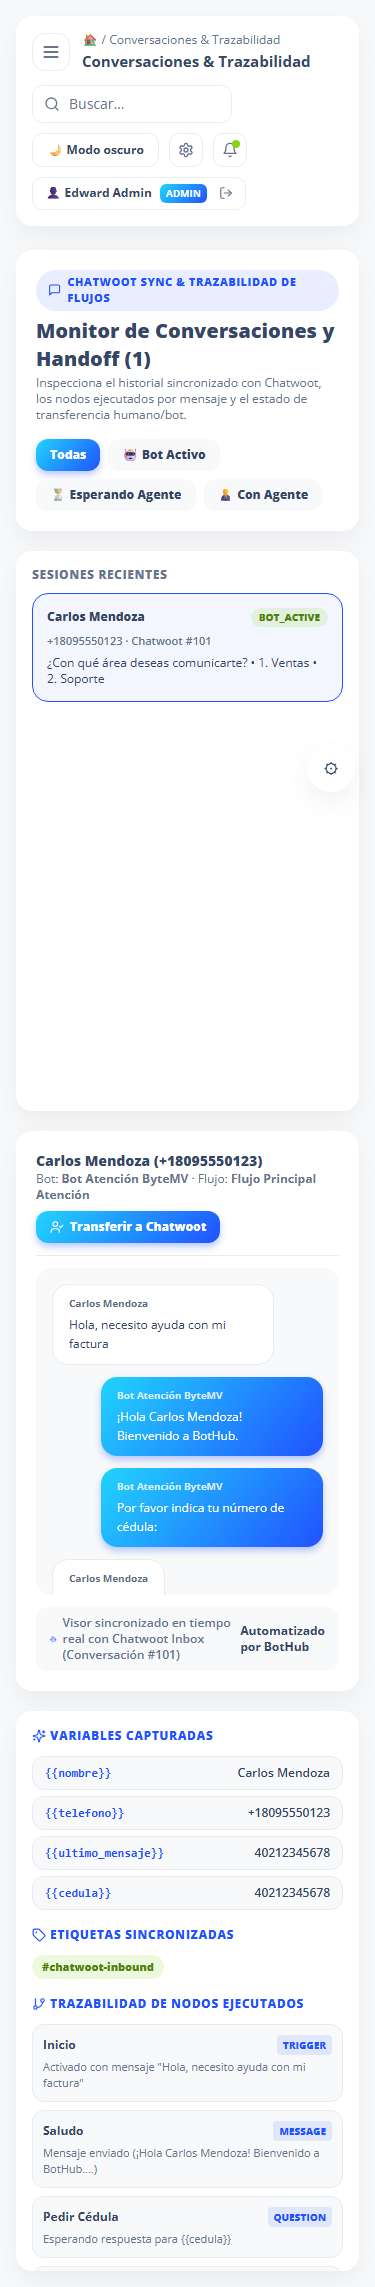 / Conversaciones & Trazabilidad
Conversaciones & Trazabilidad
Buscar...
Modo oscuro
Edward Admin ADMIN
CHATWOOT SYNC & TRAZABILIDAD DE
FLUJOS
Monitor de Conversaciones y
Handoff (1)
Inspecciona el historial sincronizado con Chatwoot,
los nodos ejecutados por mensaje y el estado de
transferencia humano/bot.
Todas
Bot Activo
Esperando Agente
Con Agente
SESIONES RECIENTES
Carlos Mendoza
BOT_ACTIVE
+18095550123 · Chatwoot #101
¿Con qué área deseas comunicarte? • 1. Ventas •
2. Soporte
Carlos Mendoza (+18095550123)
Bot: Bot Atención ByteMV · Flujo: Flujo Principal
Atención
Transferir a Chatwoot
Carlos Mendoza
Hola, necesito ayuda con mi
factura
Bot Atención ByteMV
¡Hola Carlos Mendoza!
Bienvenido a BotHub.
Bot Atención ByteMV
Por favor indica tu número de
cédula:
Carlos Mendoza
Visor sincronizado en tiempo
real con Chatwoot Inbox
(Conversación #101)
Automatizado
por BotHub
VARIABLES CAPTURADAS
{{nombre}} Carlos Mendoza
{{telefono}} +18095550123
{{ultimo_mensaje}} 40212345678
{{cedula}} 40212345678
ETIQUETAS SINCRONIZADAS
#chatwoot-inbound
TRAZABILIDAD DE NODOS EJECUTADOS
Inicio TRIGGER
Activado con mensaje "Hola, necesito ayuda con mi
factura"
Saludo MESSAGE
Mensaje enviado (¡Hola Carlos Mendoza! Bienvenido a
BotHub....)
Pedir Cédula QUESTION
Esperando respuesta para {{cedula}}